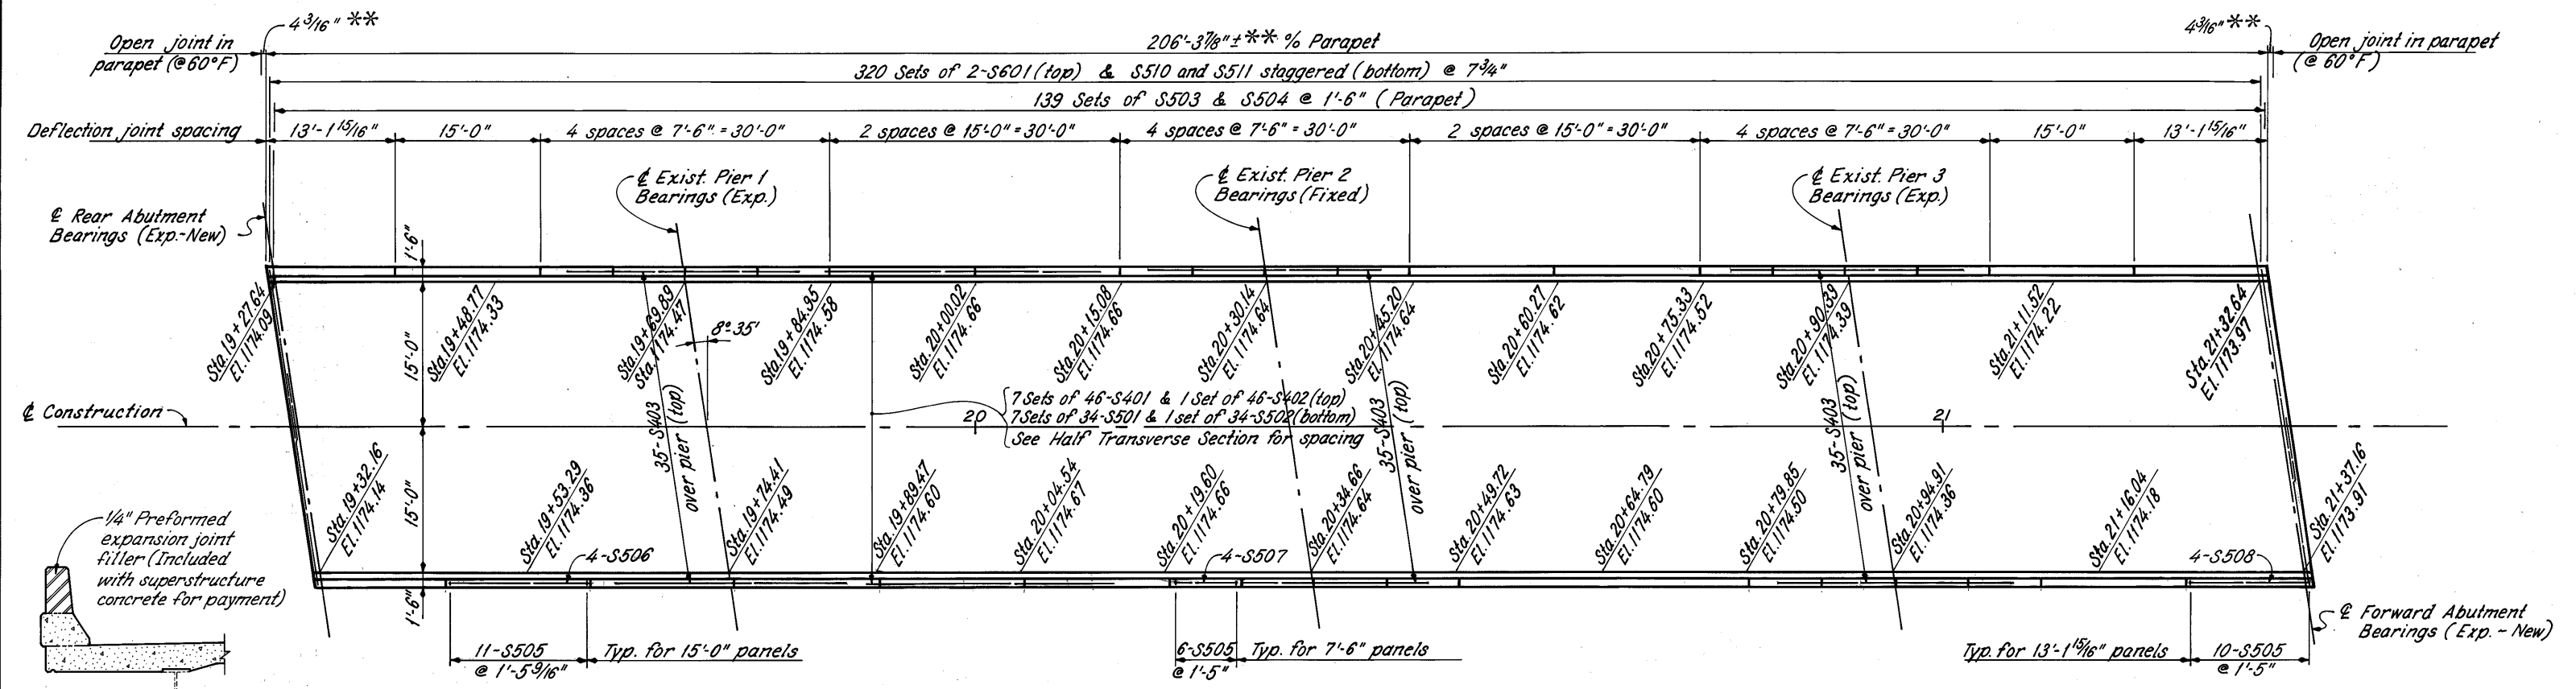 4 3/16" **
4 3/16" **
Open joint in
parapet (@60°F)
206'-3 7/8" ± ** % Parapet
Open joint in parapet
(@ 60°F)
320 Sets of 2-S601 (top) & S510 and S511 staggered (bottom) @ 7 3/4"
139 Sets of S503 & S504 @ 1'-6" (Parapet)
Deflection joint spacing
13'-1 15/16"
15'-0"
4 spaces @ 7'-6" = 30'-0"
2 spaces @ 15'-0" = 30'-0"
4 spaces @ 7'-6" = 30'-0"
2 spaces @ 15'-0" = 30'-0"
4 spaces @ 7'-6" = 30'-0"
15'-0"
13'-1 15/16"
℄ Rear Abutment
Bearings (Exp.-New)
℄ Exist. Pier 1
Bearings (Exp.)
℄ Exist. Pier 2
Bearings (Fixed)
℄ Exist. Pier 3
Bearings (Exp.)
1'-6"
15'-0"
15'-0"
1'-6"
Sta. 19+27.64
El. 1174.09
Sta. 19+48.77
El. 1174.33
Sta. 19+69.89
Sta. 1174.47
8°35'
Sta. 19+84.95
El. 1174.58
Sta. 20+00.02
El. 1174.66
Sta. 20+15.08
El. 1174.66
Sta. 20+30.14
El. 1174.64
Sta. 20+45.20
El. 1174.64
Sta. 20+60.27
El. 1174.62
Sta. 20+75.33
El. 1174.52
Sta. 20+90.39
El. 1174.39
Sta. 21+11.52
El. 1174.22
Sta. 21+32.64
El. 1173.97
℄ Construction
35-S403
over pier (top)
7 Sets of 46-S401 & 1 Set of 46-S402 (top)
7 Sets of 34-S501 & 1 set of 34-S502 (bottom)
See Half Transverse Section for spacing
20
35-S403
over pier (top)
35-S403
over pier (top)
21
Sta. 19+32.16
El. 1174.14
Sta. 19+53.29
El. 1174.36
Sta. 19+74.41
El. 1174.49
Sta. 19+89.47
El. 1174.60
Sta. 20+04.54
El. 1174.67
Sta. 20+19.60
El. 1174.66
Sta. 20+34.66
El. 1174.64
Sta. 20+49.72
El. 1174.63
Sta. 20+64.79
El. 1174.60
Sta. 20+79.85
El. 1174.50
Sta. 20+94.91
El. 1174.36
Sta. 21+16.04
El. 1174.18
Sta. 21+37.16
El. 1173.91
4-S506
4-S507
4-S508
1/4" Preformed
expansion joint
filler (Included
with superstructure
concrete for payment)
11-S505
@ 1'-5 9/16"
Typ. for 15'-0" panels
6-S505
@ 1'-5"
Typ. for 7'-6" panels
Typ. for 13'-1 15/16" panels
10-S505
@ 1'-5"
℄ Forward Abutment
Bearings (Exp. - New)